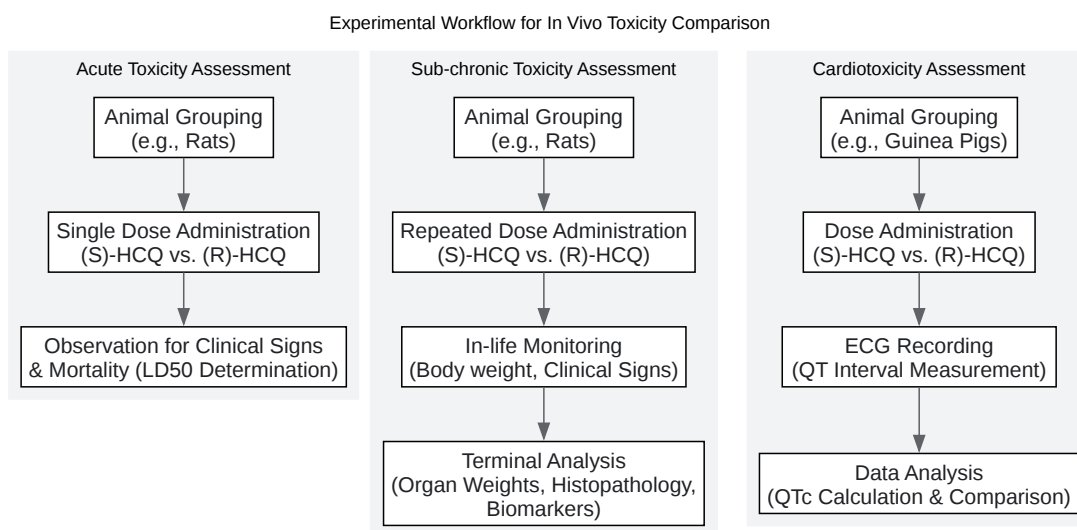 Experimental Workflow for In Vivo Toxicity Comparison
Acute Toxicity Assessment
Animal Grouping
(e.g., Rats)
Single Dose Administration
(S)-HCQ vs. (R)-HCQ
Observation for Clinical Signs
& Mortality (LD50 Determination)
Sub-chronic Toxicity Assessment
Animal Grouping
(e.g., Rats)
Repeated Dose Administration
(S)-HCQ vs. (R)-HCQ)
In-life Monitoring
(Body weight, Clinical Signs)
Terminal Analysis
(Organ Weights, Histopathology,
Biomarkers)
Cardiotoxicity Assessment
Animal Grouping
(e.g., Guinea Pigs)
Dose Administration
(S)-HCQ vs. (R)-HCQ)
ECG Recording
(QT Interval Measurement)
Data Analysis
(QTc Calculation & Comparison)